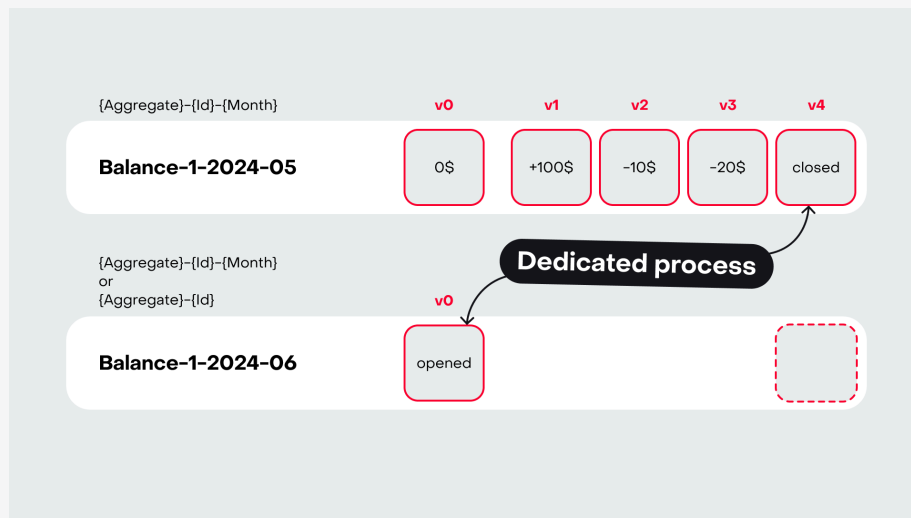 {Aggregate}-{Id}-{Month}
v0 v1 v2 v3 v4
Balance-1-2024-05
0$ +100$ -10$ -20$ closed
Dedicated process
{Aggregate}-{Id}-{Month}
or
{Aggregate}-{Id}
v0
Balance-1-2024-06
opened